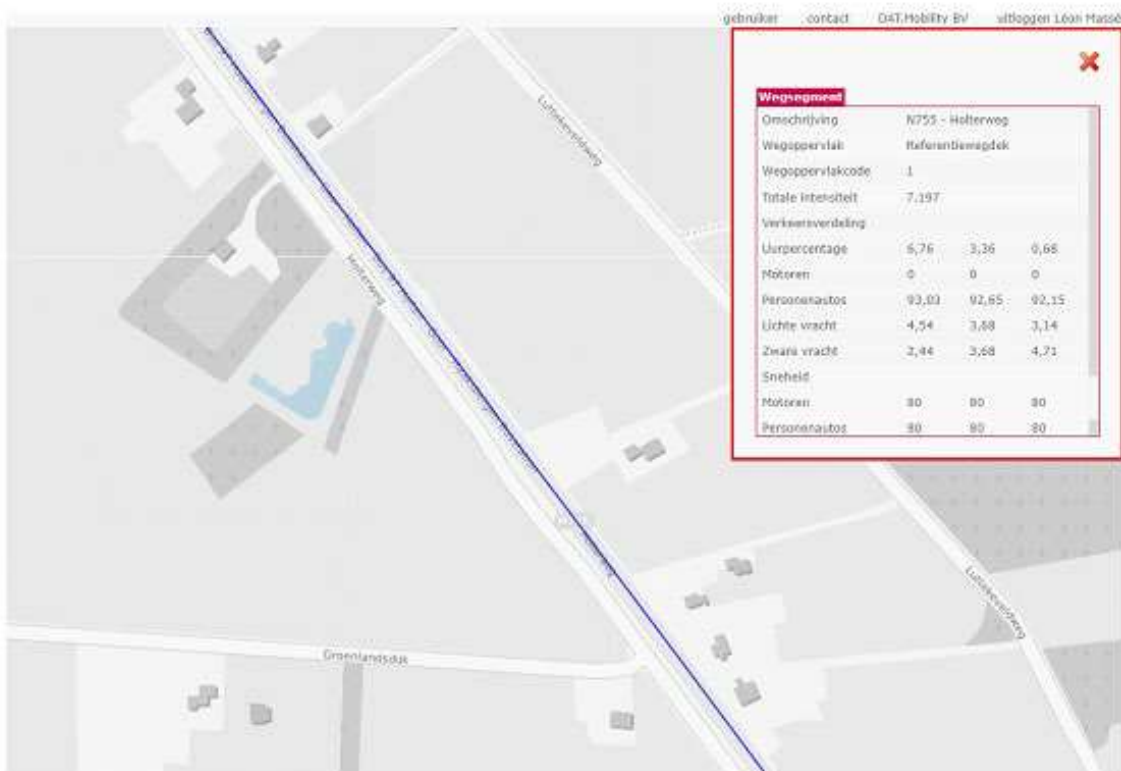 gebruiker contact DAT.Mobility BV uitloggen Léon Massé
Wegsegment
Omschrijving N755 - Holterweg
Wegoppervlak Referentiewegdek
Wegoppervlakcode 1
Totale intensiteit 7.197
Verkeersverdeling
Uurpercentage 6,76 3,36 0,68
Motoren 0 0 0
Personenautos 93,03 92,65 92,15
Lichte vracht 4,54 3,68 3,14
Zware vracht 2,44 3,68 4,71
Snelheid
Motoren 80 80 80
Personenautos 80 80 80
Luttekeveldweg
Holterweg
Luttekeveldweg
Groenlandsdijk